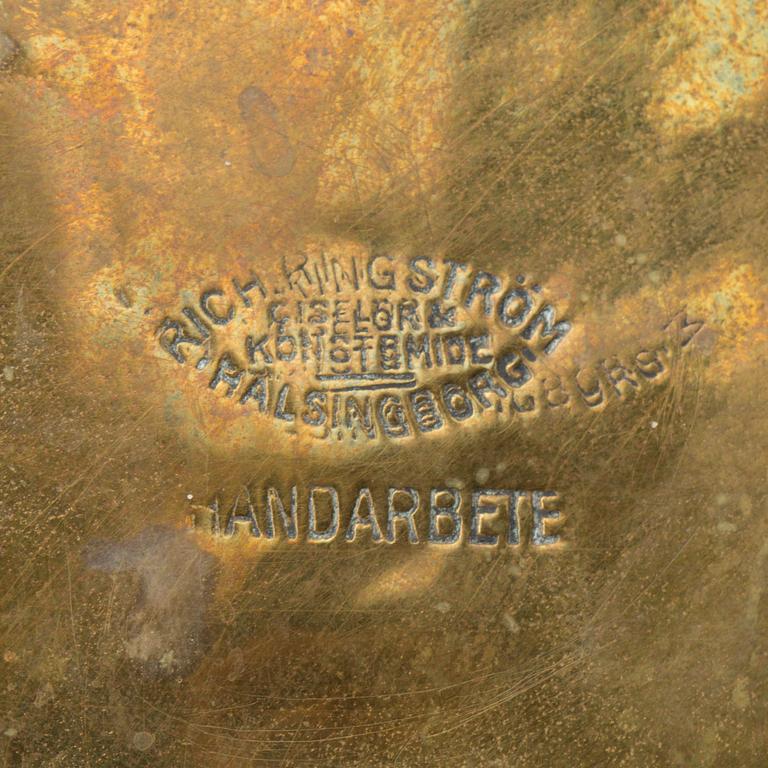 RICH. RINGSTRÖM
CISELÖR &
KONSTSMIDE
HÄLSINGBORG.
HANDARBETE